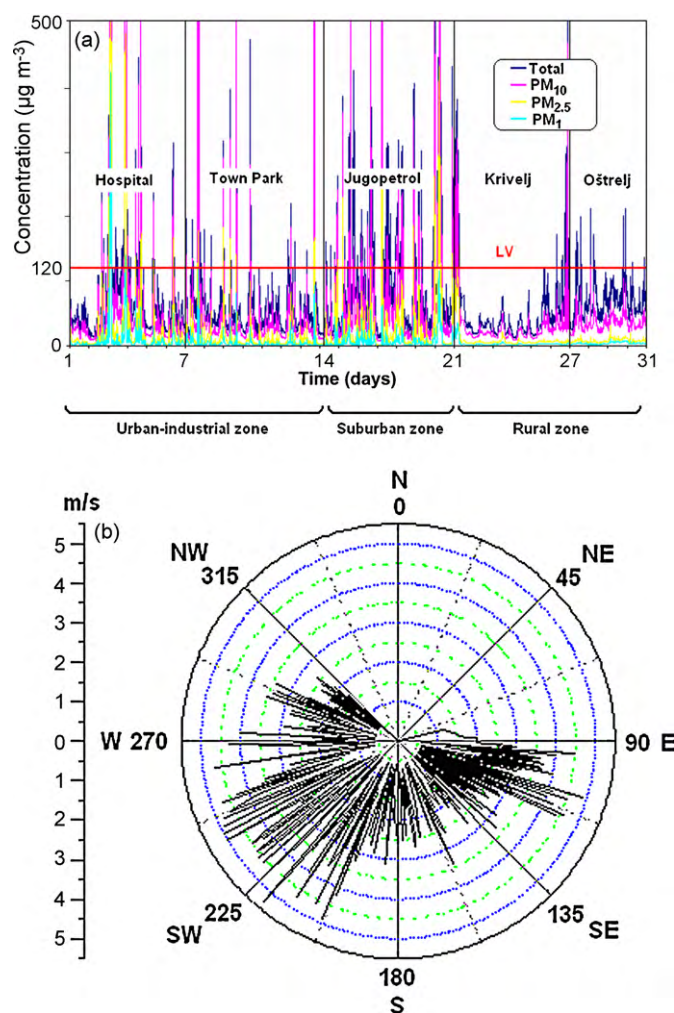 500
(a)
Concentration (µg m-3)
Total
PM10
PM2.5
PM1
Hospital
Town Park
Jugopetrol
Krivelj
Oštrelj
LV
120
0
1 7 14 21 27 31
Time (days)
Urban-industrial zone
Suburban zone
Rural zone
N
0
m/s
(b)
NW
315
NE
45
5
4
3
2
1
0
1
2
3
4
5
W 270
90 E
225
SW
135
SE
180
S